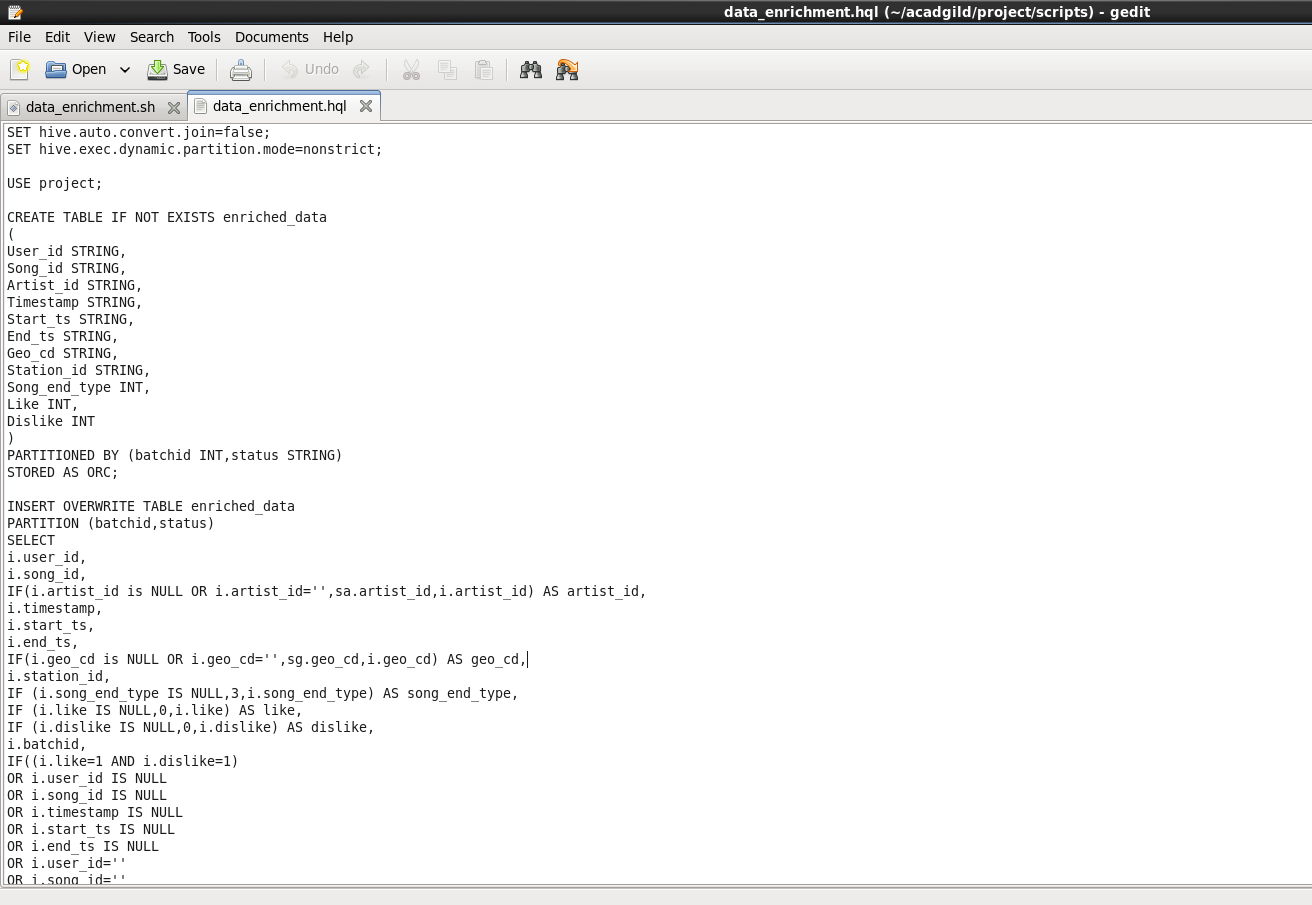 data_enrichment.hql (~/acadgild/project/scripts) - gedit
File Edit View Search Tools Documents Help
Open Save Undo
data_enrichment.sh data_enrichment.hql
SET hive.auto.convert.join=false;
SET hive.exec.dynamic.partition.mode=nonstrict;
USE project;
CREATE TABLE IF NOT EXISTS enriched_data
(
User_id STRING,
Song_id STRING,
Artist_id STRING,
Timestamp STRING,
Start_ts STRING,
End_ts STRING,
Geo_cd STRING,
Station_id STRING,
Song_end_type INT,
Like INT,
Dislike INT
)
PARTITIONED BY (batchid INT,status STRING)
STORED AS ORC;
INSERT OVERWRITE TABLE enriched_data
PARTITION (batchid,status)
SELECT
i.user_id,
i.song_id,
IF(i.artist_id is NULL OR i.artist_id='',sa.artist_id,i.artist_id) AS artist_id,
i.timestamp,
i.start_ts,
i.end_ts,
IF(i.geo_cd is NULL OR i.geo_cd='',sg.geo_cd,i.geo_cd) AS geo_cd,
i.station_id,
IF (i.song_end_type IS NULL,3,i.song_end_type) AS song_end_type,
IF (i.like IS NULL,0,i.like) AS like,
IF (i.dislike IS NULL,0,i.dislike) AS dislike,
i.batchid,
IF((i.like=1 AND i.dislike=1)
OR i.user_id IS NULL
OR i.song_id IS NULL
OR i.timestamp IS NULL
OR i.start_ts IS NULL
OR i.end_ts IS NULL
OR i.user_id=''
OR i.song_id=''